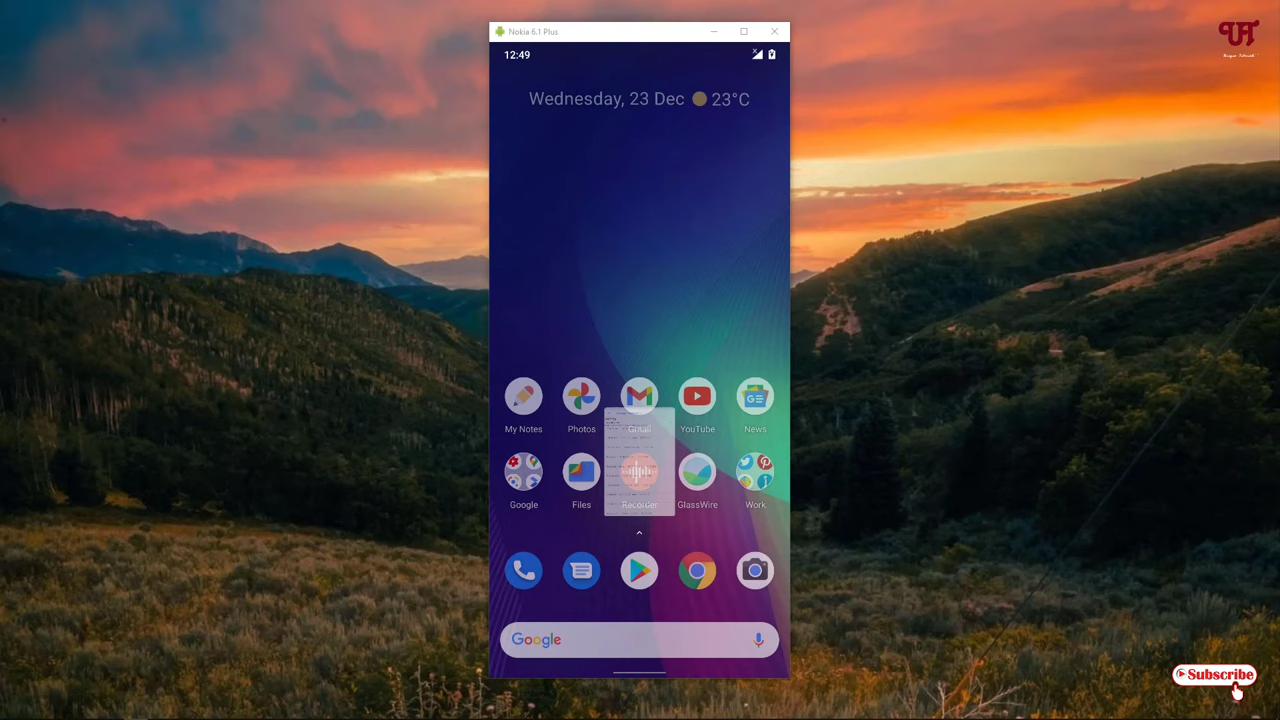 Nokia 6.1 Plus
12:49
Wednesday, 23 Dec 23°C
My Notes Photos Gmail YouTube News
Google Files Recorder GlassWire Work
Google
Subscribe